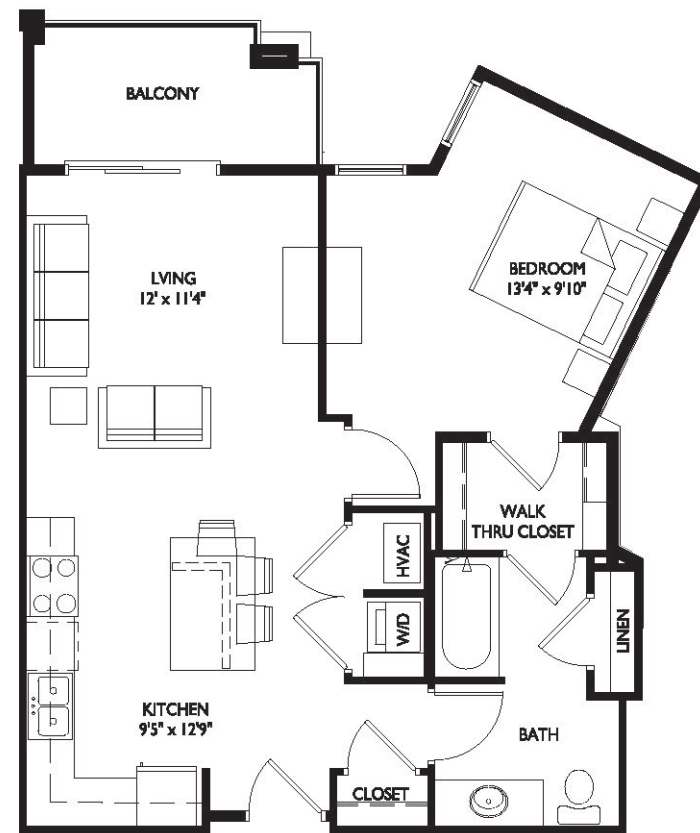 BALCONY
LVING
12' x 11'4"
BEDROOM
13'4" x 9'10"
WALK
THRU CLOSET
HVAC
W/D
LINEN
KITCHEN
9'5" x 12'9"
BATH
CLOSET